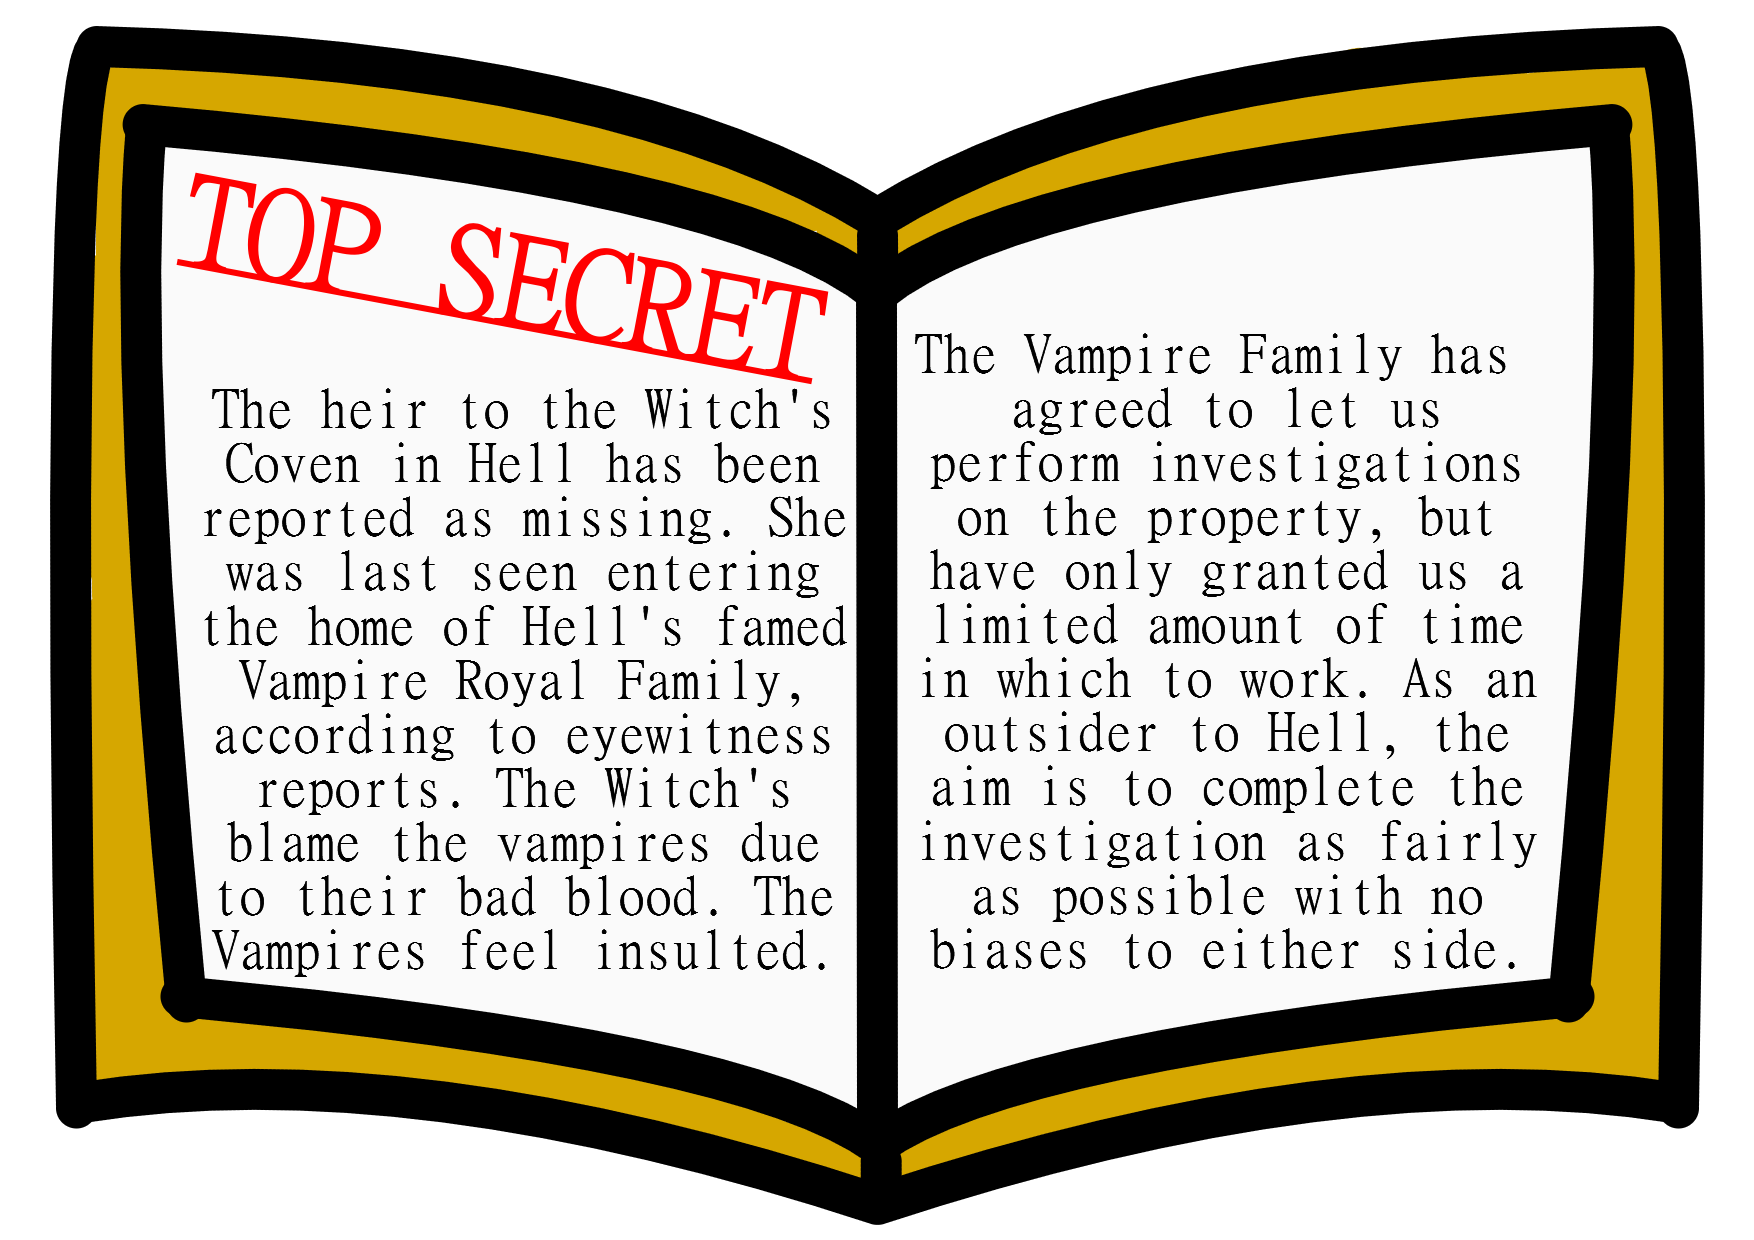 TOP SECRET
The heir to the Witch's
Coven in Hell has been
reported as missing. She
was last seen entering
the home of Hell's famed
Vampire Royal Family,
according to eyewitness
reports. The Witch's
blame the vampires due
to their bad blood. The
Vampires feel insulted.
The Vampire Family has
agreed to let us
perform investigations
on the property, but
have only granted us a
limited amount of time
in which to work. As an
outsider to Hell, the
aim is to complete the
investigation as fairly
as possible with no
biases to either side.